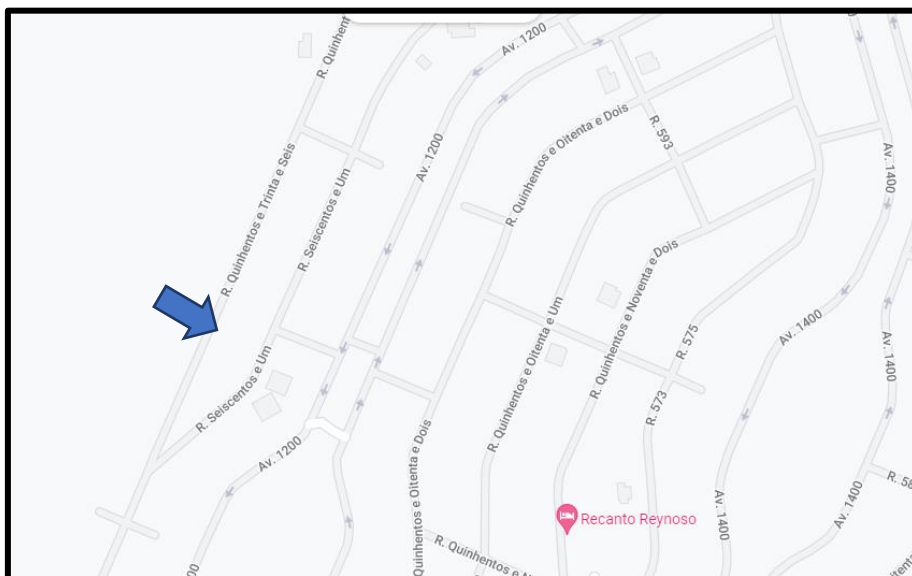 R. Quinhent
Av. 1200
R. Quinhentos e Trinta e Seis
R. Seiscentos e Um
Av. 1200
R. Quinhentos e Oitenta e Dois
R. 593
Av. 1400
R. Quinhentos e Oitenta e Um
R. Quinhentos e Noventa e Dois
R. 575
Av. 1400
Av. 1400
R. Seiscentos e Um
R. 573
Av. 1200
Quinhentos e Oitenta e Dois
R. 58
Av. 1400
Av. 1400
Recanto Reynoso
R. Quinhentos e N
00